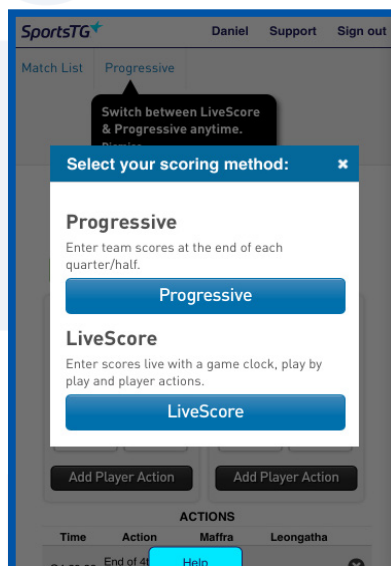 SportsTG
Daniel Support Sign out
Match List Progressive
Switch between LiveScore
& Progressive anytime.
Select your scoring method: ×
Progressive
Enter team scores at the end of each
quarter/half.
Progressive
LiveScore
Enter scores live with a game clock, play by
play and player actions.
LiveScore
Add Player Action Add Player Action
ACTIONS
Time Action Maffra Leongatha
End of 4t
Help